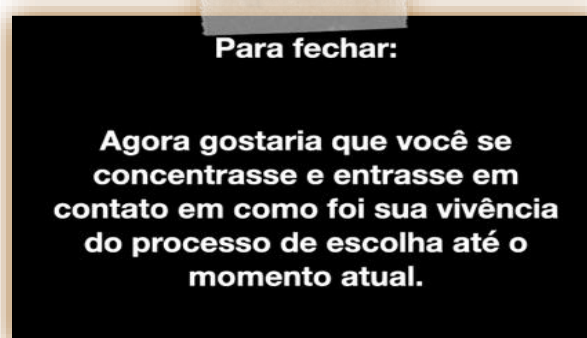 Para fechar:
Agora gostaria que você se
concentrasse e entrasse em
contato em como foi sua vivência
do processo de escolha até o
momento atual.